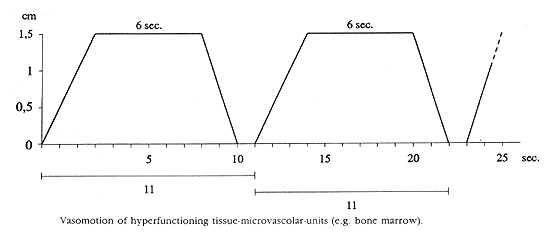 cm
6 sec. 6 sec.
1,5
1
0,5
0
5 10 15 20 25 sec.
11
11
Vasomotion of hyperfunctioning tissue-microvascolar-units (e.g. bone marrow).